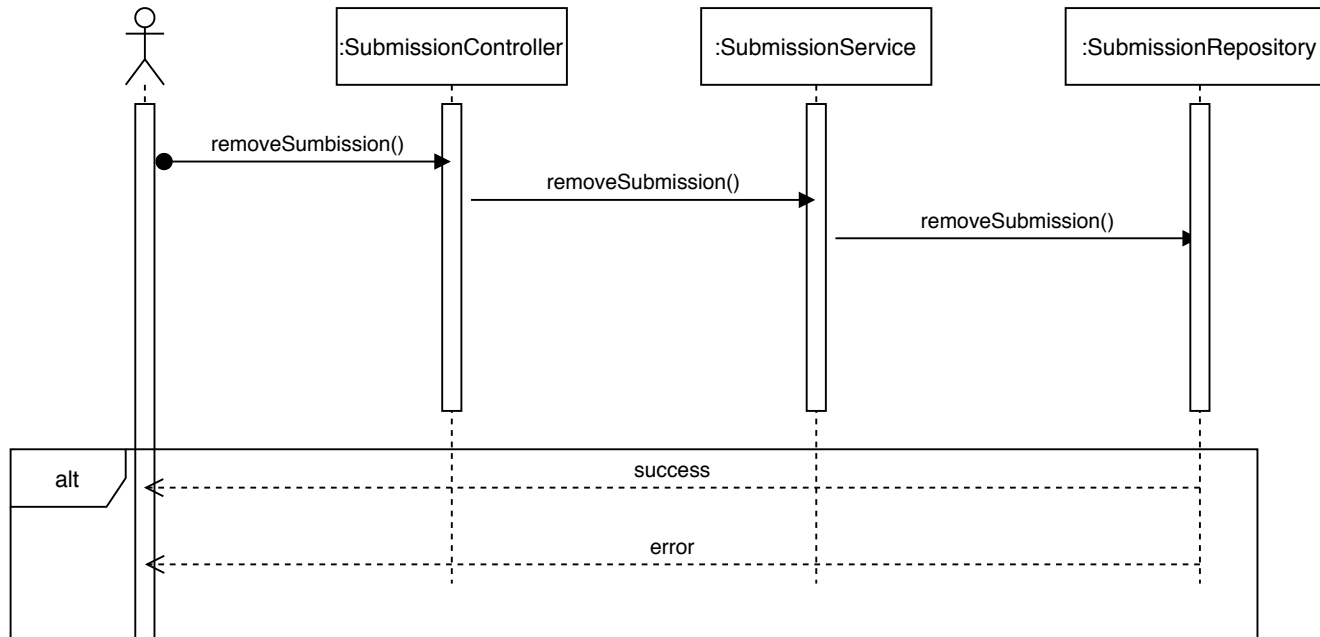 :SubmissionController
:SubmissionService
:SubmissionRepository
removeSumbission()
removeSubmission()
removeSubmission()
alt
success
error